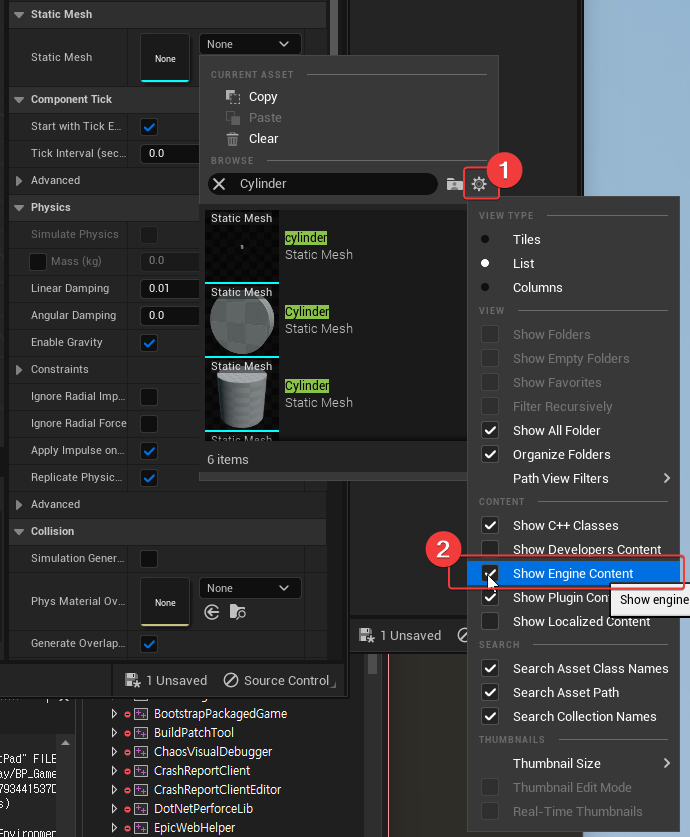 Static Mesh
Static Mesh
None
None
CURRENT ASSET
Copy
Paste
Clear
BROWSE
Cylinder
1
Static Mesh
cylinder
Static Mesh
Static Mesh
Cylinder
Static Mesh
Static Mesh
Cylinder
Static Mesh
Static Mesh
6 items
VIEW TYPE
Tiles
List
Columns
VIEW
Show Folders
Show Empty Folders
Show Favorites
Filter Recursively
Show All Folder
Organize Folders
Path View Filters
CONTENT
Show C++ Classes
Show Developers Content
2
Show Engine Content
Show Plugin Con
Show engine
Show Localized Content
SEARCH
Search Asset Class Names
Search Asset Path
Search Collection Names
THUMBNAILS
Thumbnail Size
Thumbnail Edit Mode
Real-Time Thumbnails
Component Tick
Start with Tick E...
Tick Interval (sec...
0.0
Advanced
Physics
Simulate Physics
Mass (kg)
0.0
Linear Damping
0.01
Angular Damping
0.0
Enable Gravity
Constraints
Ignore Radial Imp...
Ignore Radial Force
Apply Impulse on...
Replicate Physic...
Advanced
Collision
Simulation Gener...
Phys Material Ov...
None
None
Generate Overlap...
1 Unsaved
Source Control
1 Unsaved
BootstrapPackagedGame
BuildPatchTool
ChaosVisualDebugger
CrashReportClient
CrashReportClientEditor
DotNetPerforceLib
EpicWebHelper
tPad" FILE
ay/BP_Game
793441537D
s)
Environmen